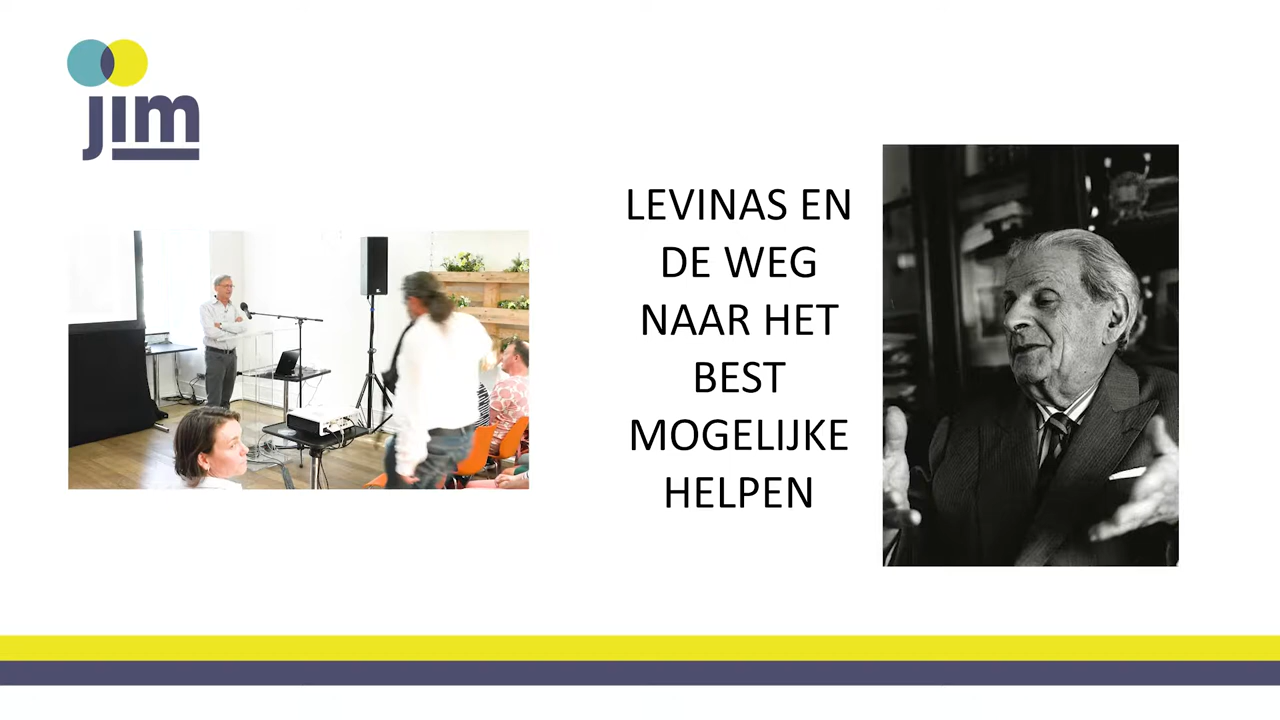 jim
LEVINAS EN
DE WEG
NAAR HET
BEST
MOGELIJKE
HELPEN